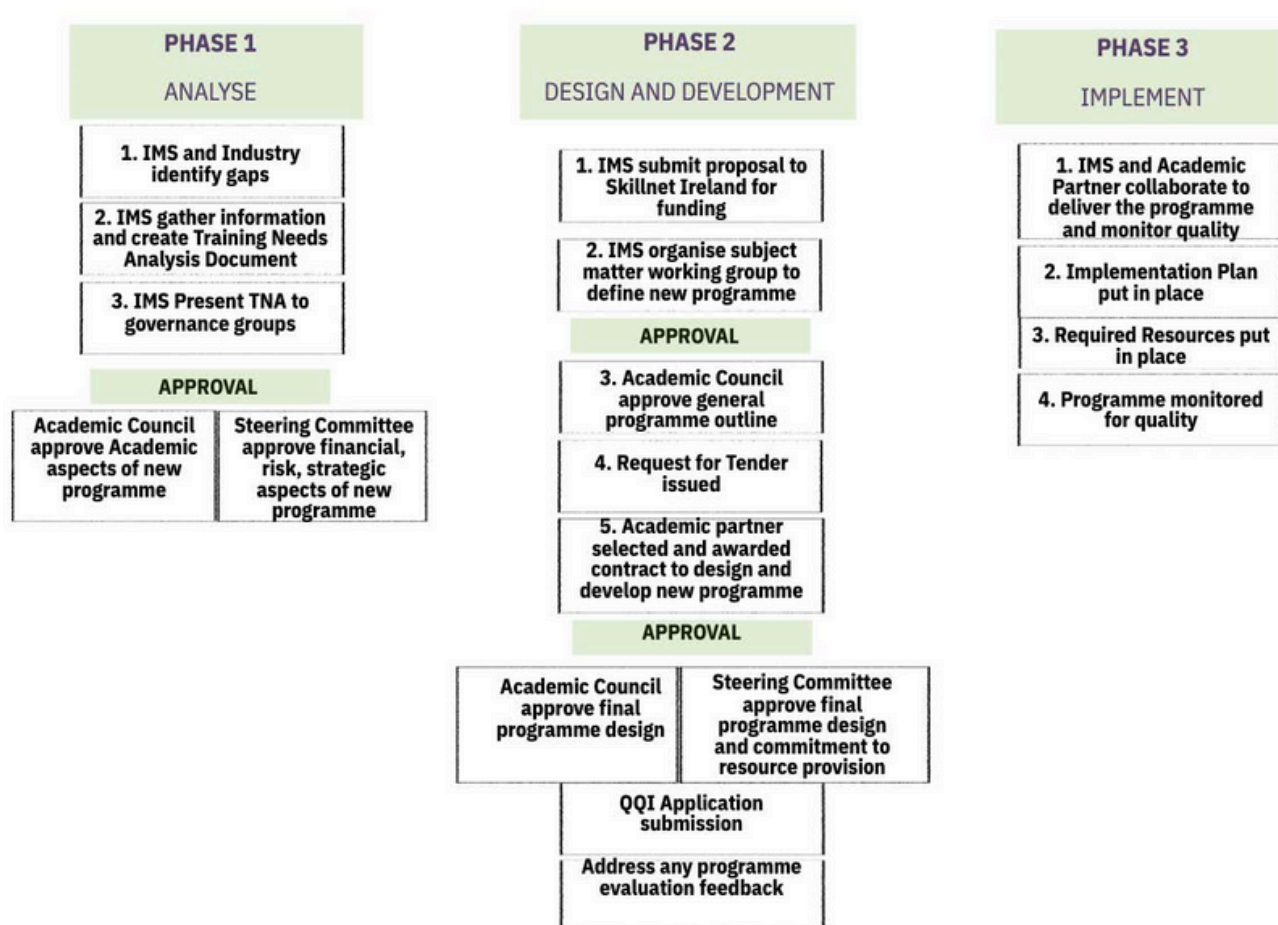 PHASE 1
ANALYSE
1. IMS and Industry
identify gaps
2. IMS gather information
and create Training Needs
Analysis Document
3. IMS Present TNA to
governance groups
APPROVAL
Academic Council
approve Academic
aspects of new
programme
Steering Committee
approve financial,
risk, strategic
aspects of new
programme
PHASE 2
DESIGN AND DEVELOPMENT
1. IMS submit proposal to
Skillnet Ireland for
funding
2. IMS organise subject
matter working group to
define new programme
APPROVAL
3. Academic Council
approve general
programme outline
4. Request for Tender
issued
5. Academic partner
selected and awarded
contract to design and
develop new programme
APPROVAL
Academic Council
approve final
programme design
Steering Committee
approve final
programme design
and commitment to
resource provision
QQI Application
submission
Address any programme
evaluation feedback
PHASE 3
IMPLEMENT
1. IMS and Academic
Partner collaborate to
deliver the programme
and monitor quality
2. Implementation Plan
put in place
3. Required Resources put
in place
4. Programme monitored
for quality